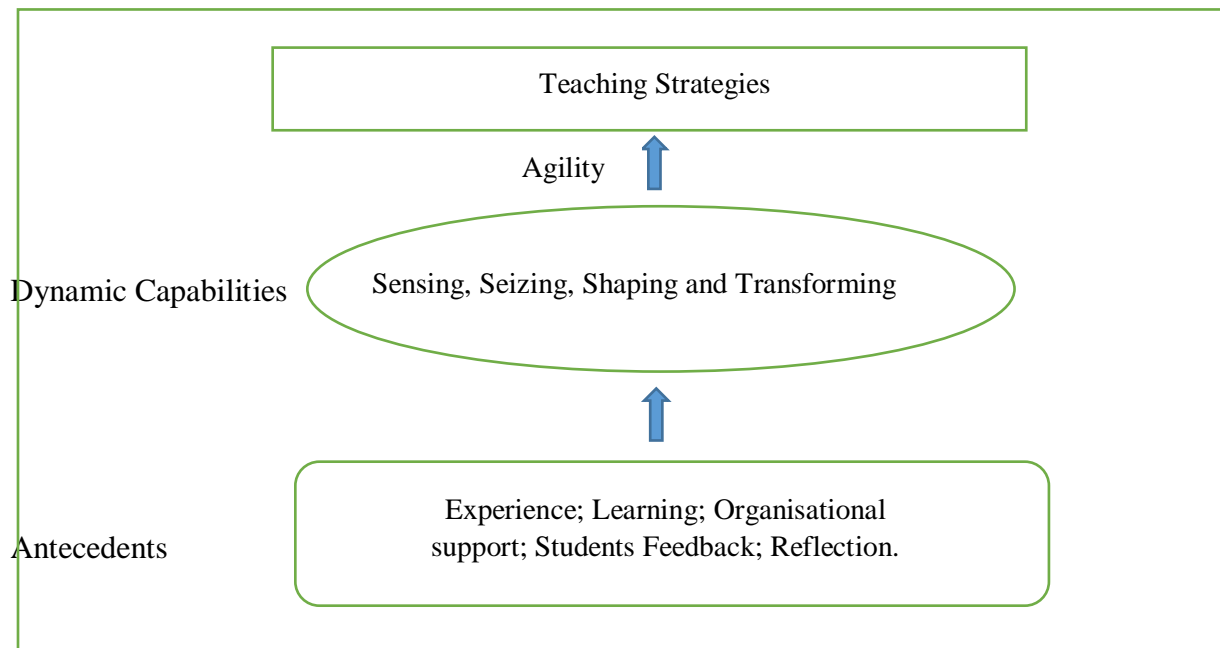 Teaching Strategies
Agility
Dynamic Capabilities
Sensing, Seizing, Shaping and Transforming
Antecedents
Experience; Learning; Organisational
support; Students Feedback; Reflection.